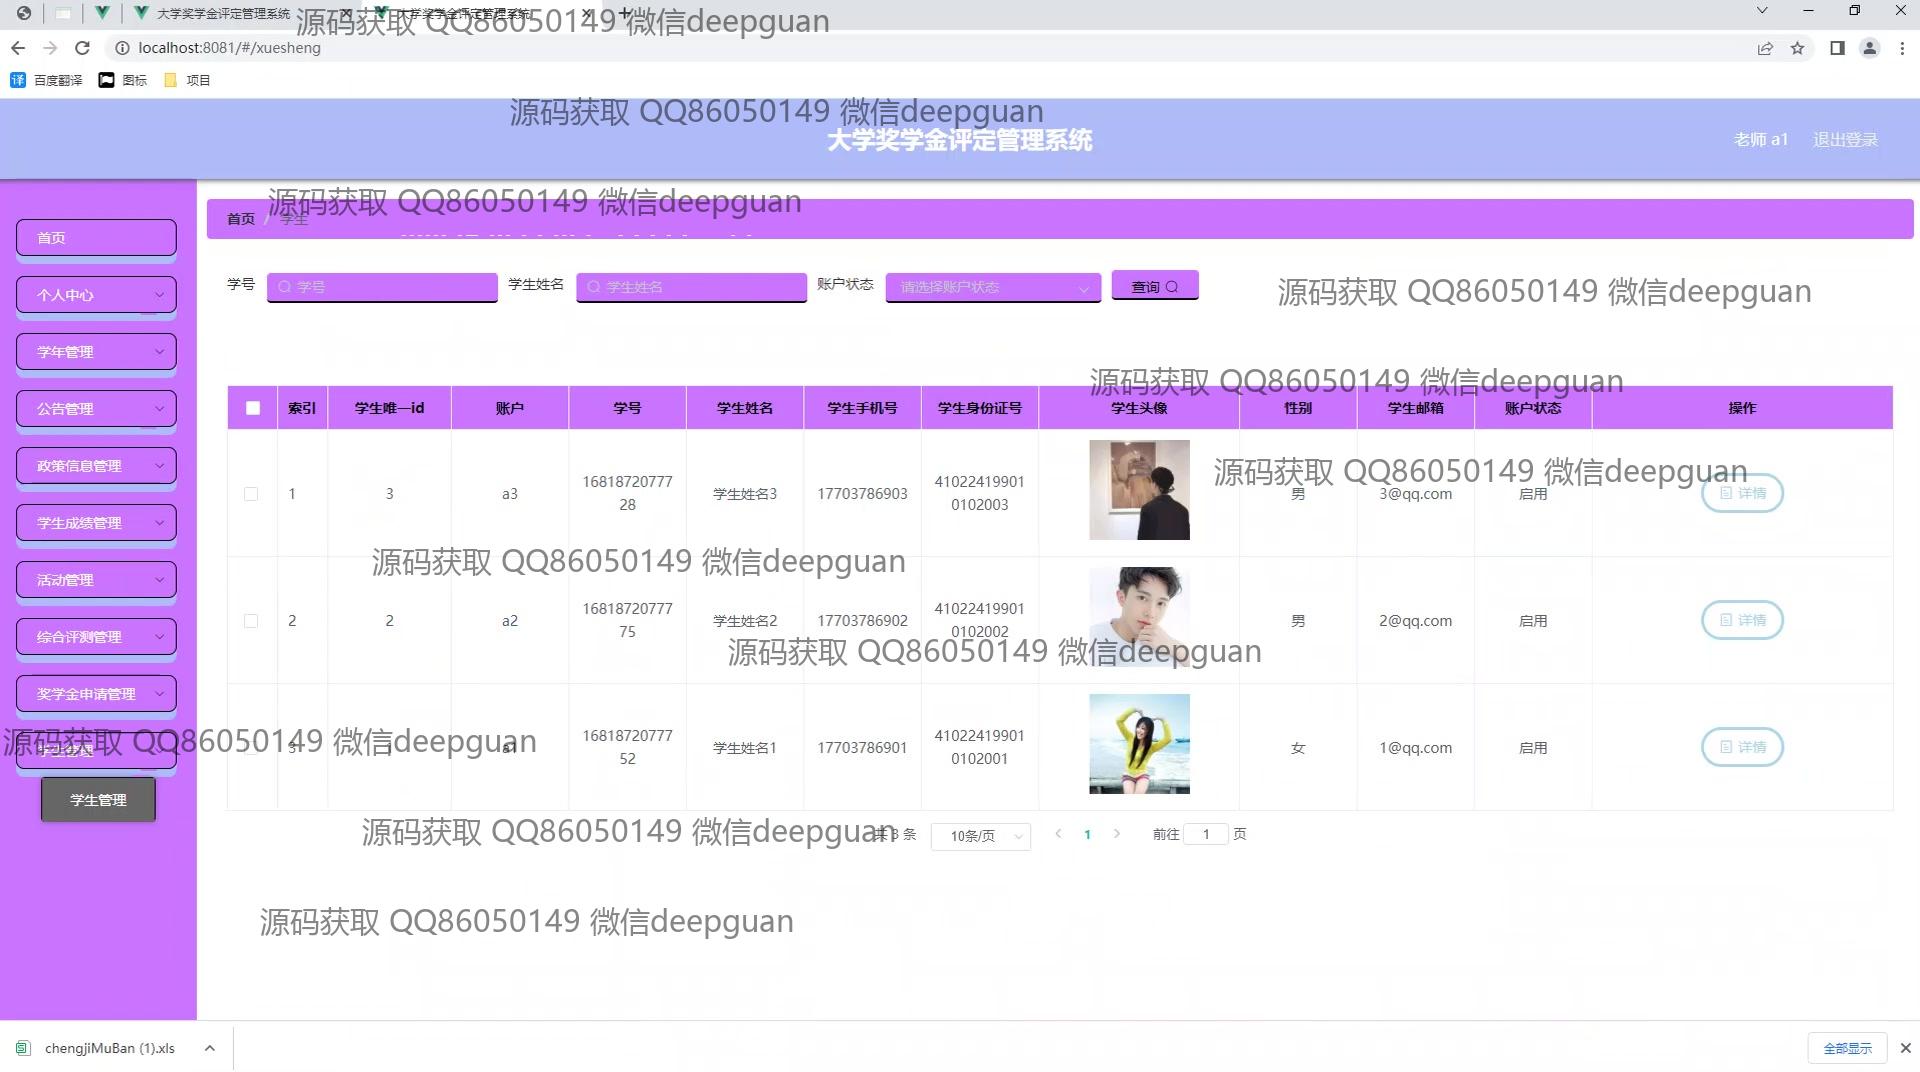 大学奖学金评定管理系统
大学奖学金评定管理系统
源码获取 QQ86050149 微信deepguan
localhost:8081/#/xuesheng
百度翻译 图标 项目
源码获取 QQ86050149 微信deepguan
大学奖学金评定管理系统
老师 a1 退出登录
源码获取 QQ86050149 微信deepguan
首页 / 学生
首页
个人中心
学年管理
公告管理
政策信息管理
学生成绩管理
活动管理
综合评测管理
奖学金申请管理
学生管理
学生管理
学号 学号 学生姓名 学生姓名 账户状态 请选择账户状态 查询
源码获取 QQ86050149 微信deepguan
源码获取 QQ86050149 微信deepguan
索引 学生唯一id 账户 学号 学生姓名 学生手机号 学生身份证号 学生头像 性别 学生邮箱 账户状态 操作
源码获取 QQ86050149 微信deepguan
1 3 a3 1681872077728 学生姓名3 17703786903 410224199010102003 男 3@qq.com 启用 详情
源码获取 QQ86050149 微信deepguan
2 2 a2 1681872077775 学生姓名2 17703786902 410224199010102002 男 2@qq.com 启用 详情
源码获取 QQ86050149 微信deepguan
源码获取 QQ86050149 微信deepguan
3 1 a1 1681872077752 学生姓名1 17703786901 410224199010102001 女 1@qq.com 启用 详情
源码获取 QQ86050149 微信deepguan
共 3 条 10条/页 1 前往 1 页
源码获取 QQ86050149 微信deepguan
chengjiMuBan (1).xls
全部显示